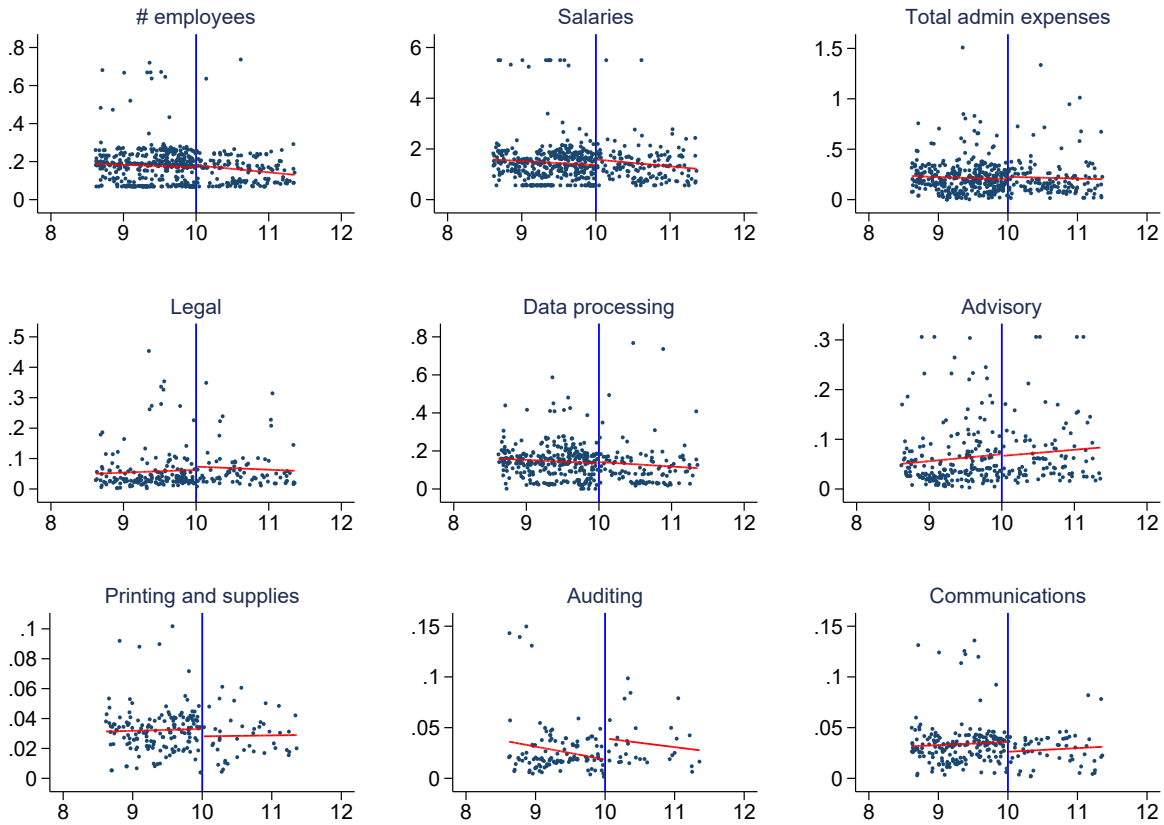 # employees
.8
.6
.4
.2
0
8 9 10 11 12
Salaries
6
4
2
0
8 9 10 11 12
Total admin expenses
1.5
1
.5
0
8 9 10 11 12
Legal
.5
.4
.3
.2
.1
0
8 9 10 11 12
Data processing
.8
.6
.4
.2
0
8 9 10 11 12
Advisory
.3
.2
.1
0
8 9 10 11 12
Printing and supplies
.1
.08
.06
.04
.02
0
8 9 10 11 12
Auditing
.15
.1
.05
0
8 9 10 11 12
Communications
.15
.1
.05
0
8 9 10 11 12